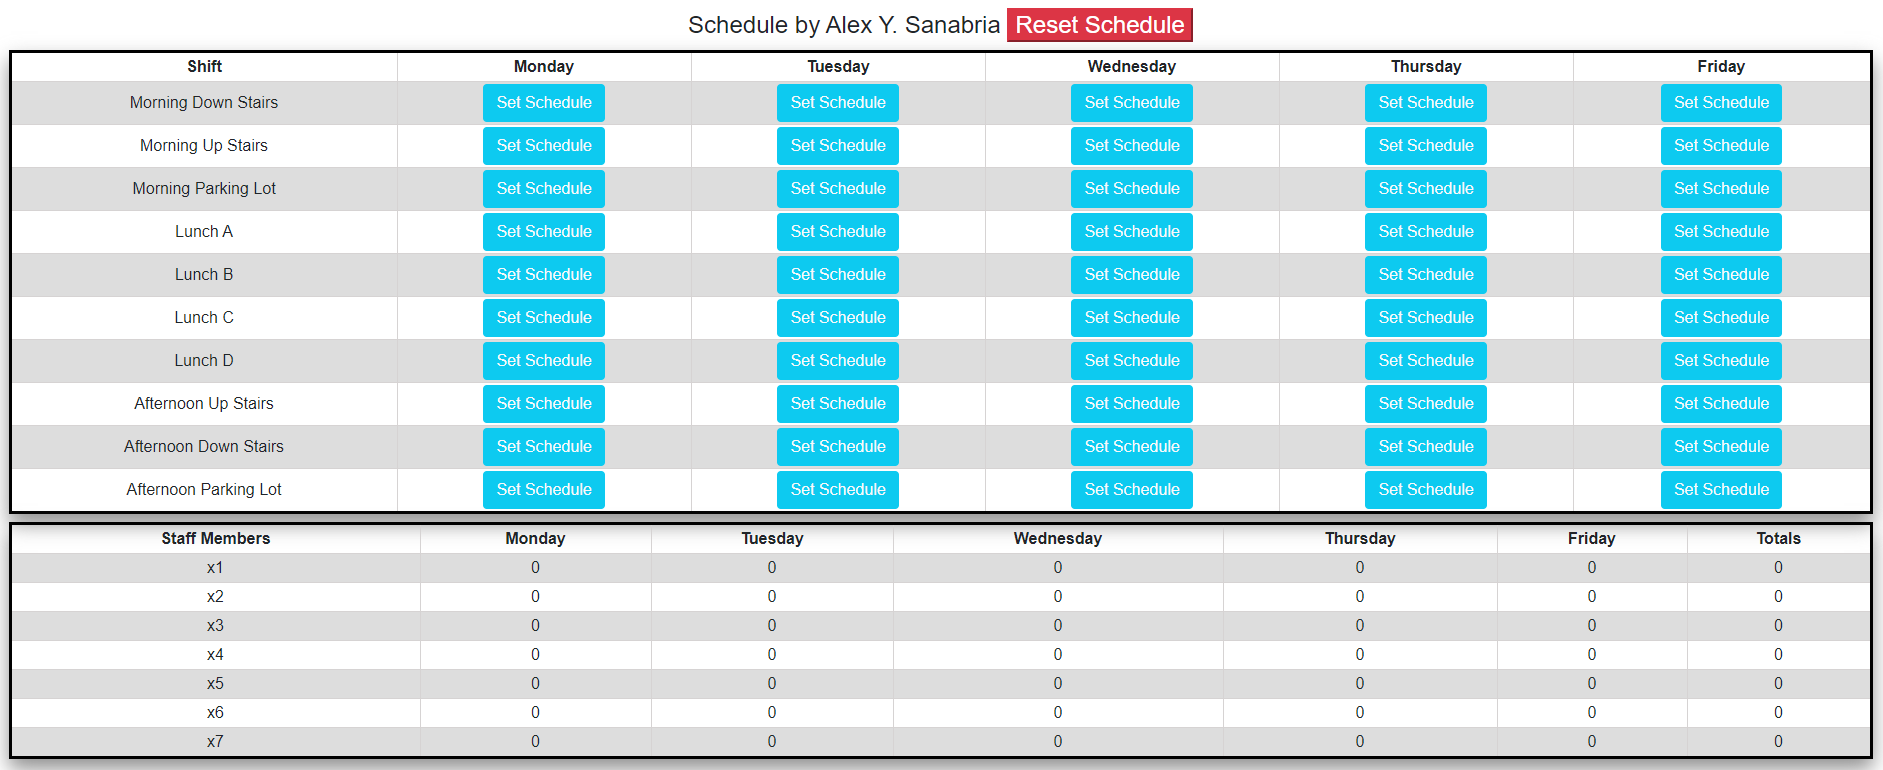 Schedule by Alex Y. Sanabria Reset Schedule
Shift Monday Tuesday Wednesday Thursday Friday
Morning Down Stairs Set Schedule Set Schedule Set Schedule Set Schedule Set Schedule
Morning Up Stairs Set Schedule Set Schedule Set Schedule Set Schedule Set Schedule
Morning Parking Lot Set Schedule Set Schedule Set Schedule Set Schedule Set Schedule
Lunch A Set Schedule Set Schedule Set Schedule Set Schedule Set Schedule
Lunch B Set Schedule Set Schedule Set Schedule Set Schedule Set Schedule
Lunch C Set Schedule Set Schedule Set Schedule Set Schedule Set Schedule
Lunch D Set Schedule Set Schedule Set Schedule Set Schedule Set Schedule
Afternoon Up Stairs Set Schedule Set Schedule Set Schedule Set Schedule Set Schedule
Afternoon Down Stairs Set Schedule Set Schedule Set Schedule Set Schedule Set Schedule
Afternoon Parking Lot Set Schedule Set Schedule Set Schedule Set Schedule Set Schedule
Staff Members Monday Tuesday Wednesday Thursday Friday Totals
x1 0 0 0 0 0 0
x2 0 0 0 0 0 0
x3 0 0 0 0 0 0
x4 0 0 0 0 0 0
x5 0 0 0 0 0 0
x6 0 0 0 0 0 0
x7 0 0 0 0 0 0